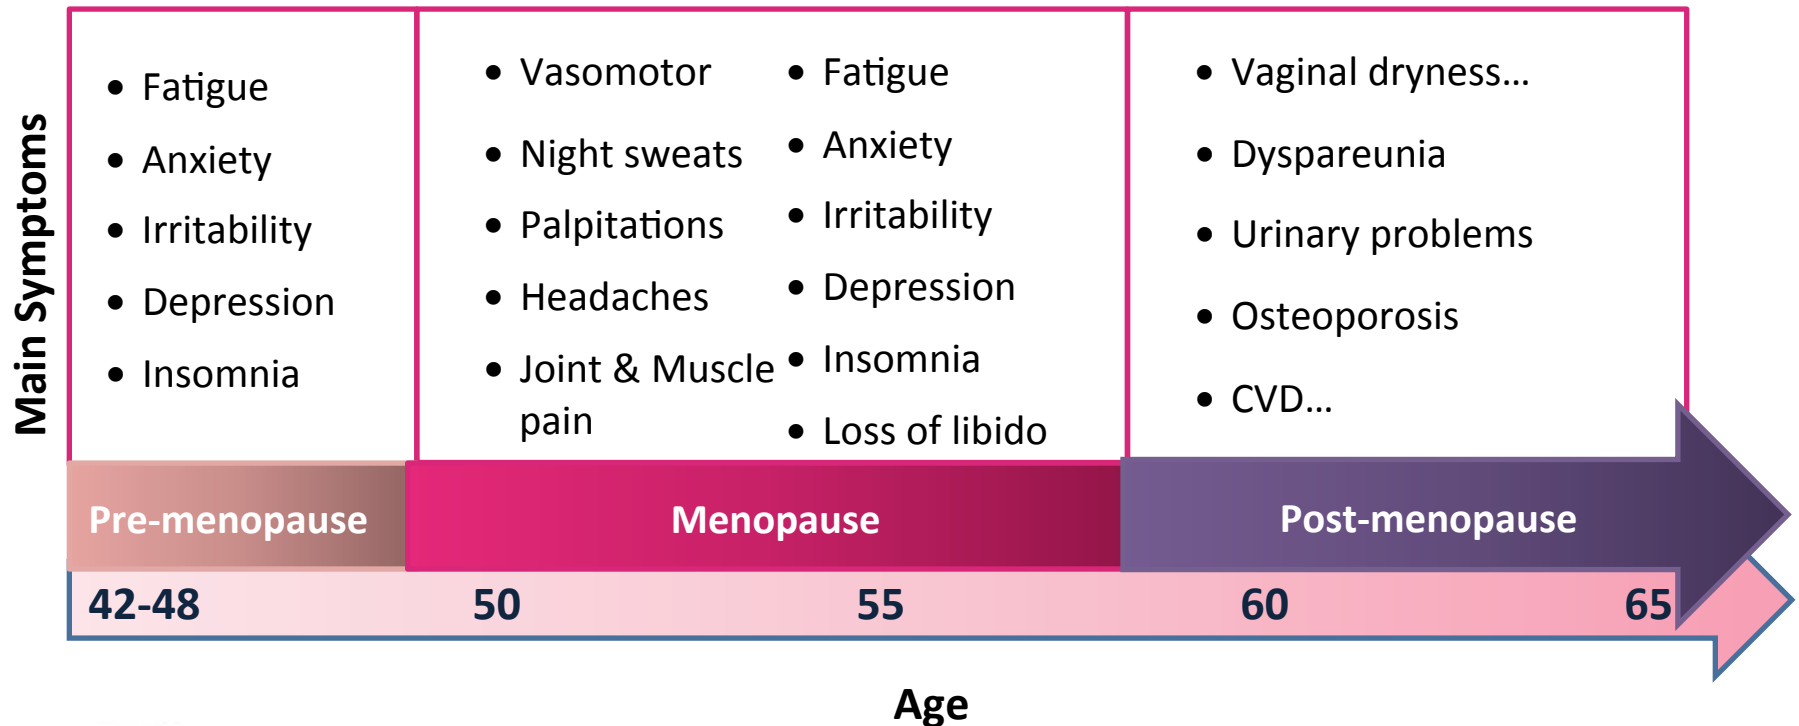 Main Symptoms
• Fatigue
• Anxiety
• Irritability
• Depression
• Insomnia
• Vasomotor
• Night sweats
• Palpitations
• Headaches
• Joint & Muscle
pain
• Fatigue
• Anxiety
• Irritability
• Depression
• Insomnia
• Loss of libido
• Vaginal dryness...
• Dyspareunia
• Urinary problems
• Osteoporosis
• CVD...
Pre-menopause
Menopause
Post-menopause
42-48 50 55 60 65
Age